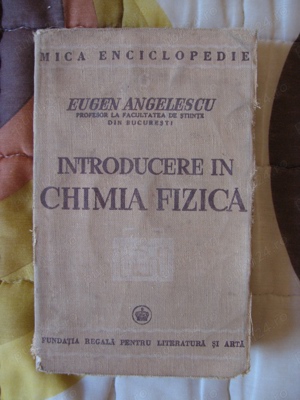 MICA ENCICLOPEDIE
EUGEN ANGELESCU
PROFESOR LA FACULTATEA DE ȘTIINȚE
DIN BUCUREȘTI
INTRODUCERE IN
CHIMIA FIZICA
FUNDAȚIA REGALĂ PENTRU LITERATURĂ ȘI ARTĂ